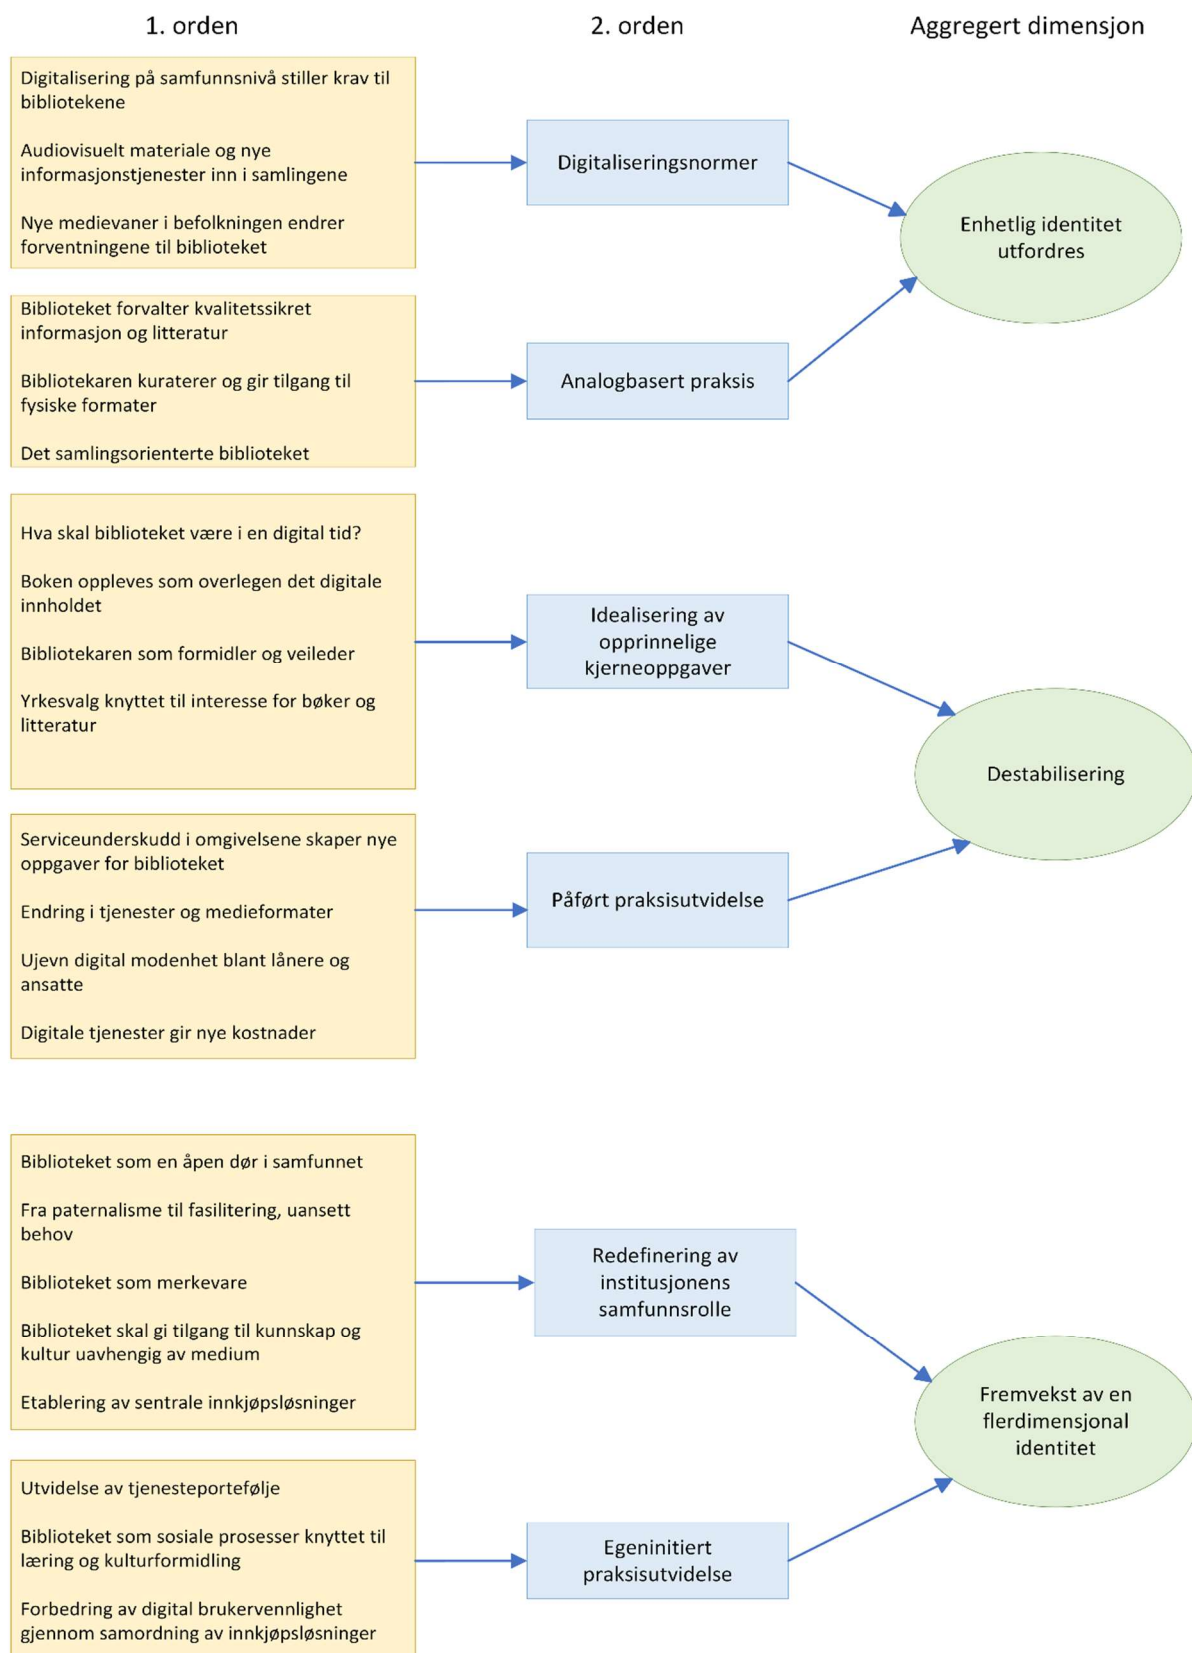 1. orden
2. orden
Aggregert dimensjon
Digitalisering på samfunnsnivå stiller krav til
bibliotekene
Audiovisuelt materiale og nye
informasjonstjenester inn i samlingene
Nye medievaner i befolkningen endrer
forventningene til biblioteket
Digitaliseringsnormer
Enhetlig identitet
utfordres
Biblioteket forvalter kvalitetssikret
informasjon og litteratur
Bibliotekaren kuraterer og gir tilgang til
fysiske formater
Det samlingsorienterte biblioteket
Analogbasert praksis
Hva skal biblioteket være i en digital tid?
Boken oppleves som overlegen det digitale
innholdet
Bibliotekaren som formidler og veileder
Yrkesvalg knyttet til interesse for bøker og
litteratur
Idealisering av
opprinnelige
kjerneoppgaver
Destabilisering
Serviceunderskudd i omgivelsene skaper nye
oppgaver for biblioteket
Endring i tjenester og medieformater
Ujevn digital modenhet blant lånere og
ansatte
Digitale tjenester gir nye kostnader
Påført praksisutvidelse
Biblioteket som en åpen dør i samfunnet
Fra paternalisme til fasilitering, uansett
behov
Biblioteket som merkevare
Biblioteket skal gi tilgang til kunnskap og
kultur uavhengig av medium
Etablering av sentrale innkjøpsløsninger
Redefinering av
institusjonens
samfunnsrolle
Fremvekst av en
flerdimensjonal
identitet
Utvidelse av tjenesteportefølje
Biblioteket som sosiale prosesser knyttet til
læring og kulturformidling
Forbedring av digital brukervennlighet
gjennom samordning av innkjøpsløsninger
Egeninitiert
praksisutvidelse